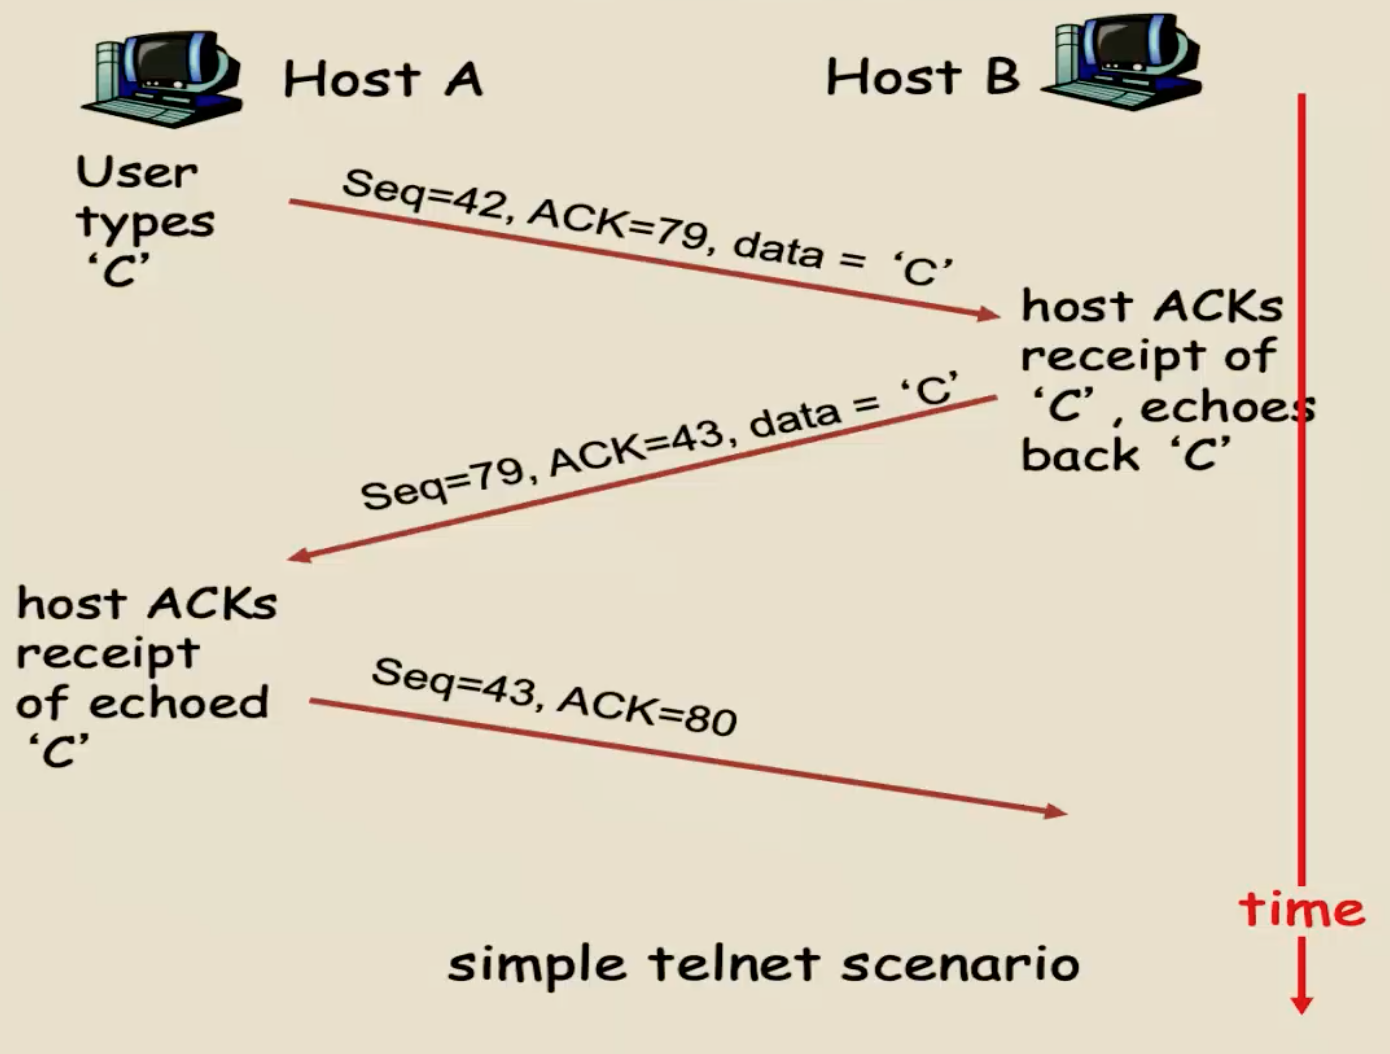 Host A
Host B
User
types
‘C’
Seq=42, ACK=79, data = ‘C’
host ACKs
receipt of
‘C’ , echoes
back ‘C’
Seq=79, ACK=43, data = ‘C’
host ACKs
receipt
of echoed
‘C’
Seq=43, ACK=80
time
simple telnet scenario